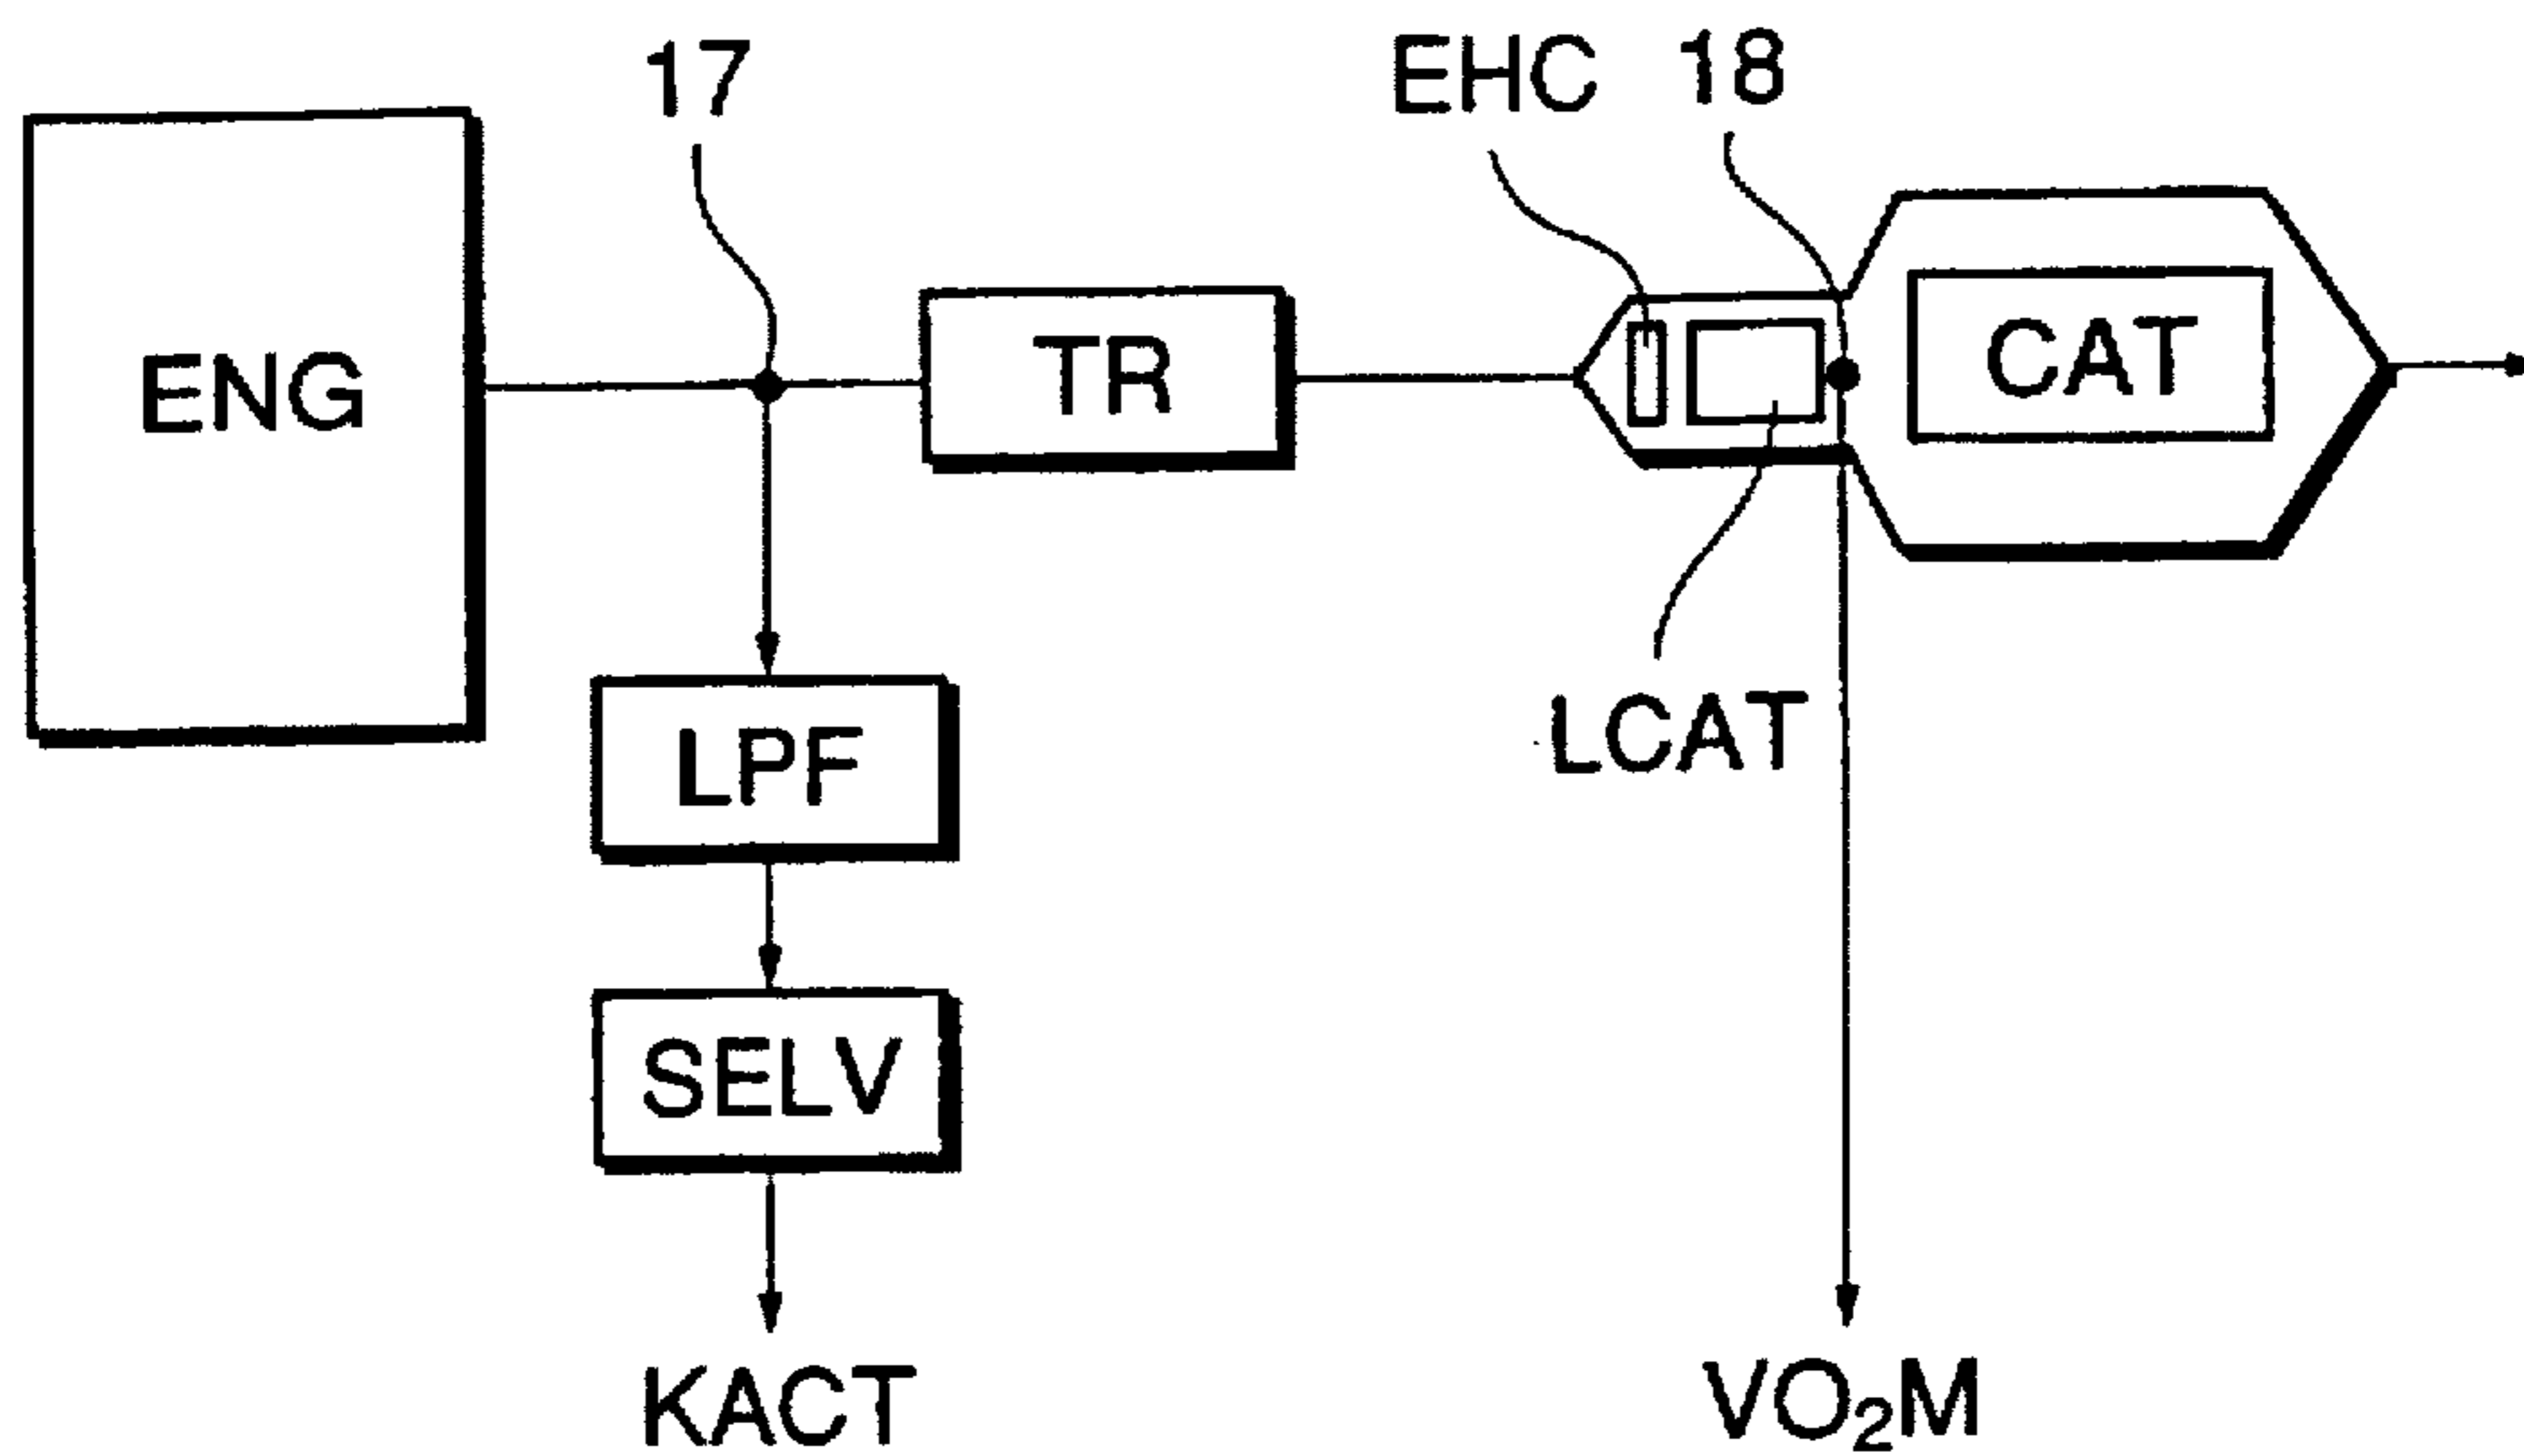 17
EHC
18
ENG
TR
CAT
LPF
LCAT
SELV
KACT
VO₂M